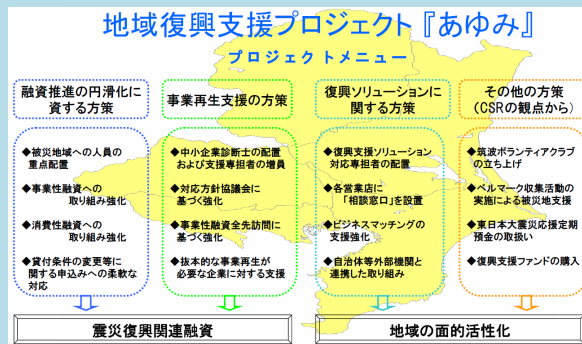 地域復興支援プロジェクト『あゆみ』
プロジェクトメニュー
融資推進の円滑化に
資する方策
◆被災地域への人員の
重点配置
◆事業性融資への
取り組み強化
◆消費性融資への
取り組み強化
◆貸付条件の変更等に
関する申込みへの柔軟な
対応
事業再生支援の方策
◆中小企業診断士の配置
および支援専担者の増員
◆対応方針協議会に
基づく強化
◆事業性融資全先訪問に
基づく強化
◆抜本的な事業再生が
必要な企業に対する支援
復興ソリューションに
関する方策
◆復興支援ソリューション
対応専担者の配置
◆各営業店に
「相談窓口」を設置
◆ビジネスマッチングの
支援強化
◆自治体等外部機関と
連携した取り組み
その他の方策
(CSRの観点から)
◆筑波ボランティアクラブ
の立ち上げ
◆ベルマーク収集活動の
実施による被災地支援
◆東日本大震災応援定期
預金の取扱い
◆復興支援ファンドの購入
震災復興関連融資
地域の面的活性化